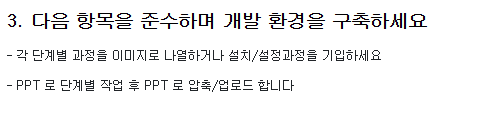 3. 다음 항목을 준수하며 개발 환경을 구축하세요
- 각 단계별 과정을 이미지로 나열하거나 설치/설정과정을 기입하세요
- PPT 로 단계별 작업 후 PPT 로 압축/업로드 합니다